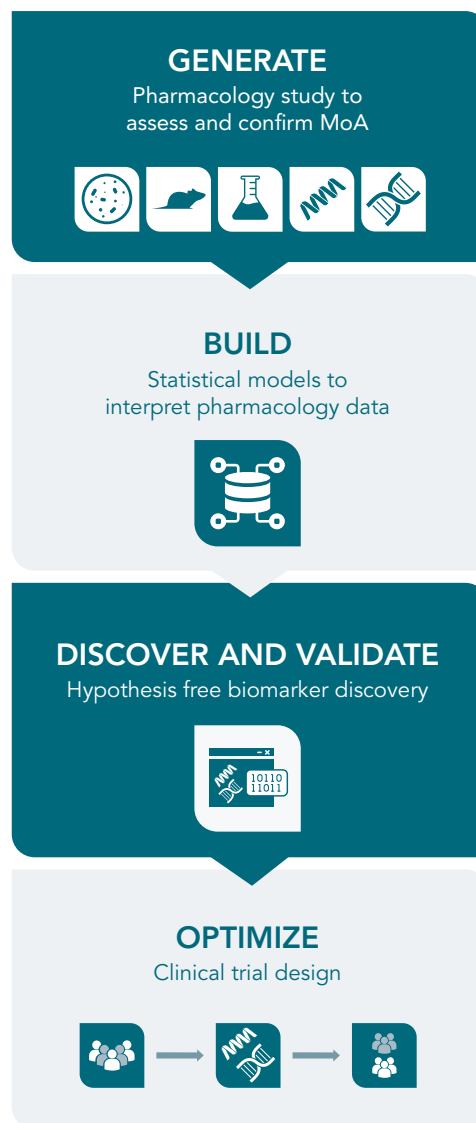 GENERATE
Pharmacology study to
assess and confirm MoA
BUILD
Statistical models to
interpret pharmacology data
DISCOVER AND VALIDATE
Hypothesis free biomarker discovery
10110
11011
OPTIMIZE
Clinical trial design